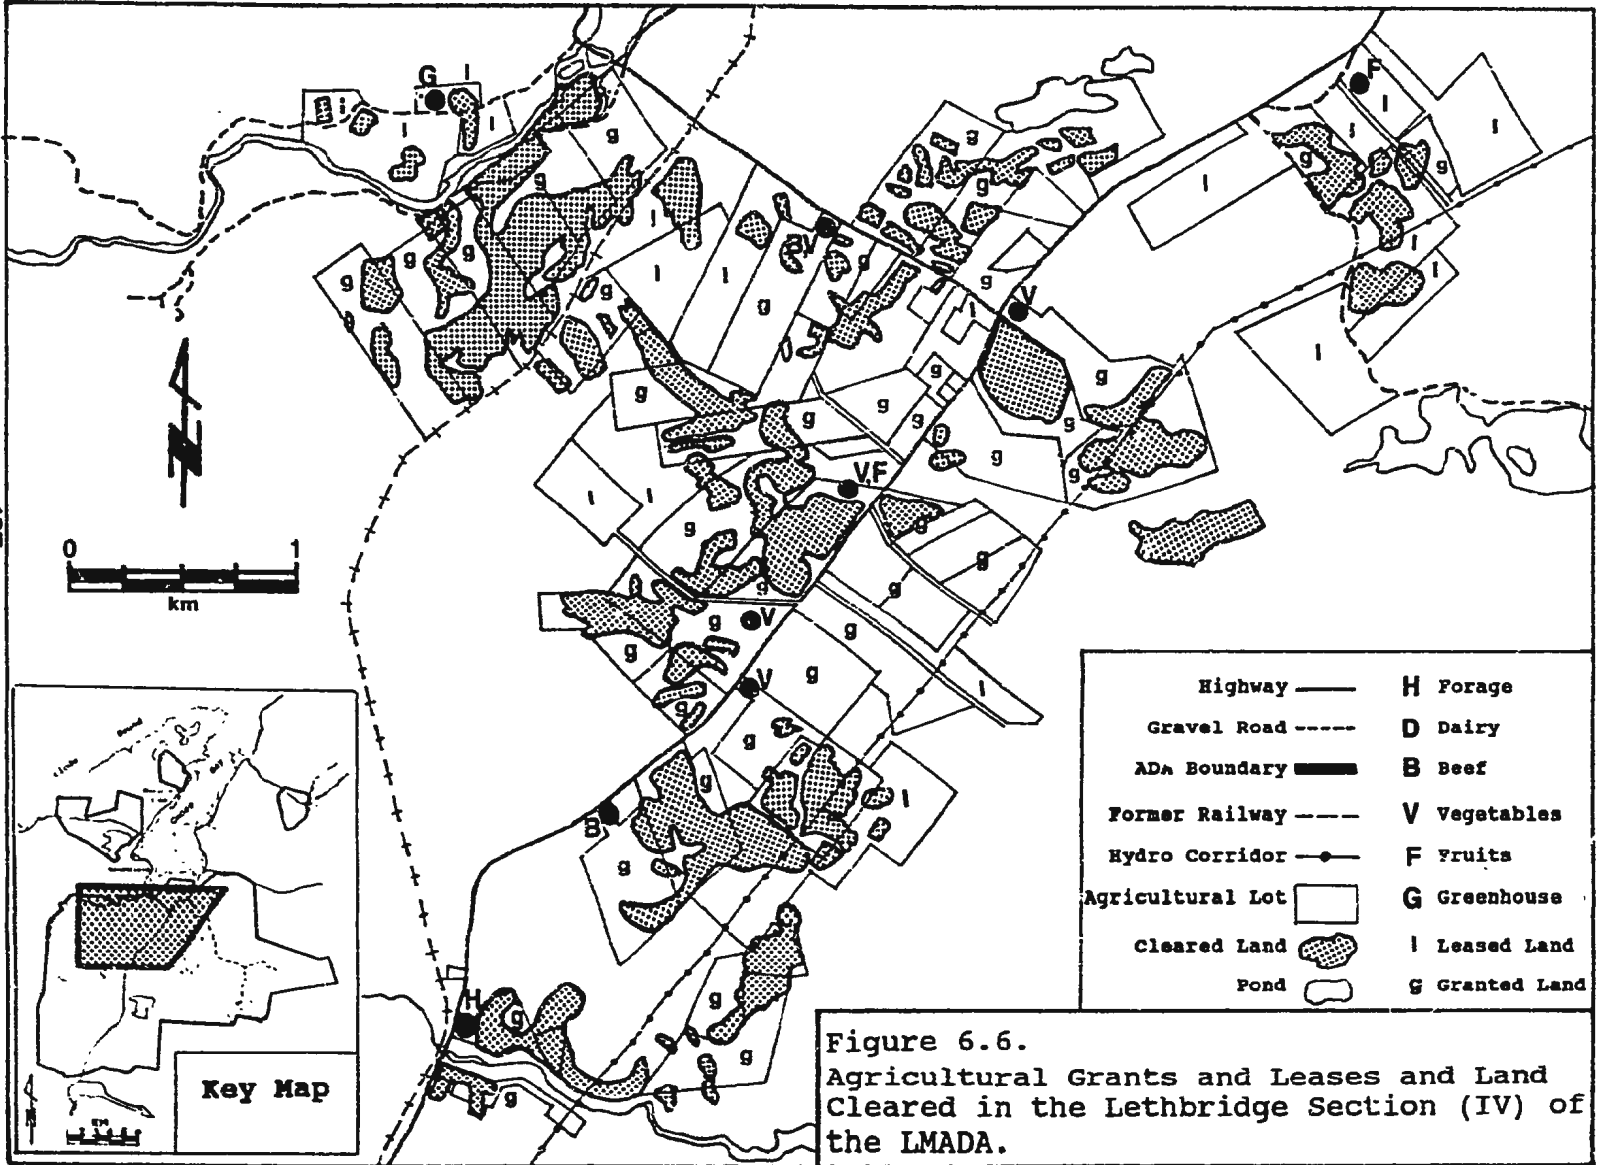 G l
F
l
l
l
g
g
l
l
l
g
g
g
g
l
l
g
g
g
g
l
BV
g
l
l
l
l
g
g
g
V
l
l
g
g
g
g
g
g
g
g
g
g
V,F
l
l
g
g
g
g
g
g
V
g
g
g
g
V
l
g
g
g
l
B
g
g
H
g
g
g
0 1
km
Highway
Gravel Road
ADA Boundary
Former Railway
Hydro Corridor
Agricultural Lot
Cleared Land
Pond
H Forage
D Dairy
B Beef
V Vegetables
F Fruits
G Greenhouse
l Leased Land
g Granted Land
Key Map
Figure 6.6.
Agricultural Grants and Leases and Land
Cleared in the Lethbridge Section (IV) of
the LMADA.